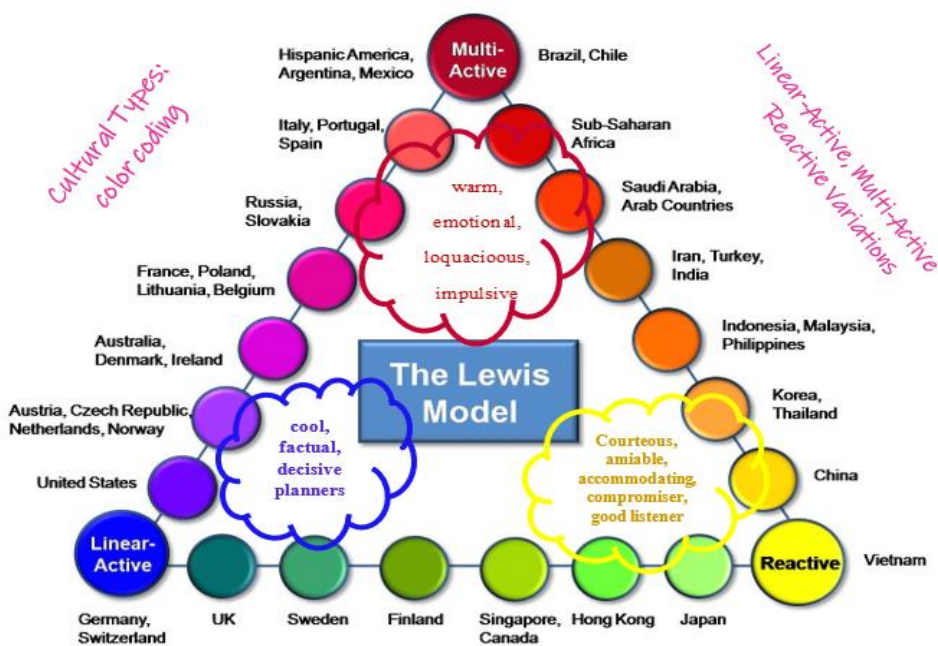 Cultural Types:
color coding
Linear-Active, Multi-Active
Reactive Variations
Hispanic America,
Argentina, Mexico
Multi-
Active
Brazil, Chile
Italy, Portugal,
Spain
Sub-Saharan
Africa
Russia,
Slovakia
Saudi Arabia,
Arab Countries
France, Poland,
Lithuania, Belgium
Iran, Turkey,
India
Australia,
Denmark, Ireland
Indonesia, Malaysia,
Philippines
Austria, Czech Republic,
Netherlands, Norway
Korea,
Thailand
United States
China
warm,
emotional,
loquacioous,
impulsive
The Lewis
Model
cool,
factual,
decisive
planners
Courteous,
amiable,
accommodating,
compromiser,
good listener
Linear-
Active
Reactive
Vietnam
Germany,
Switzerland
UK
Sweden
Finland
Singapore,
Canada
Hong Kong
Japan